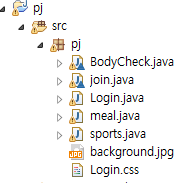 pj
src
pj
BodyCheck.java
join.java
Login.java
meal.java
sports.java
background.jpg
Login.css